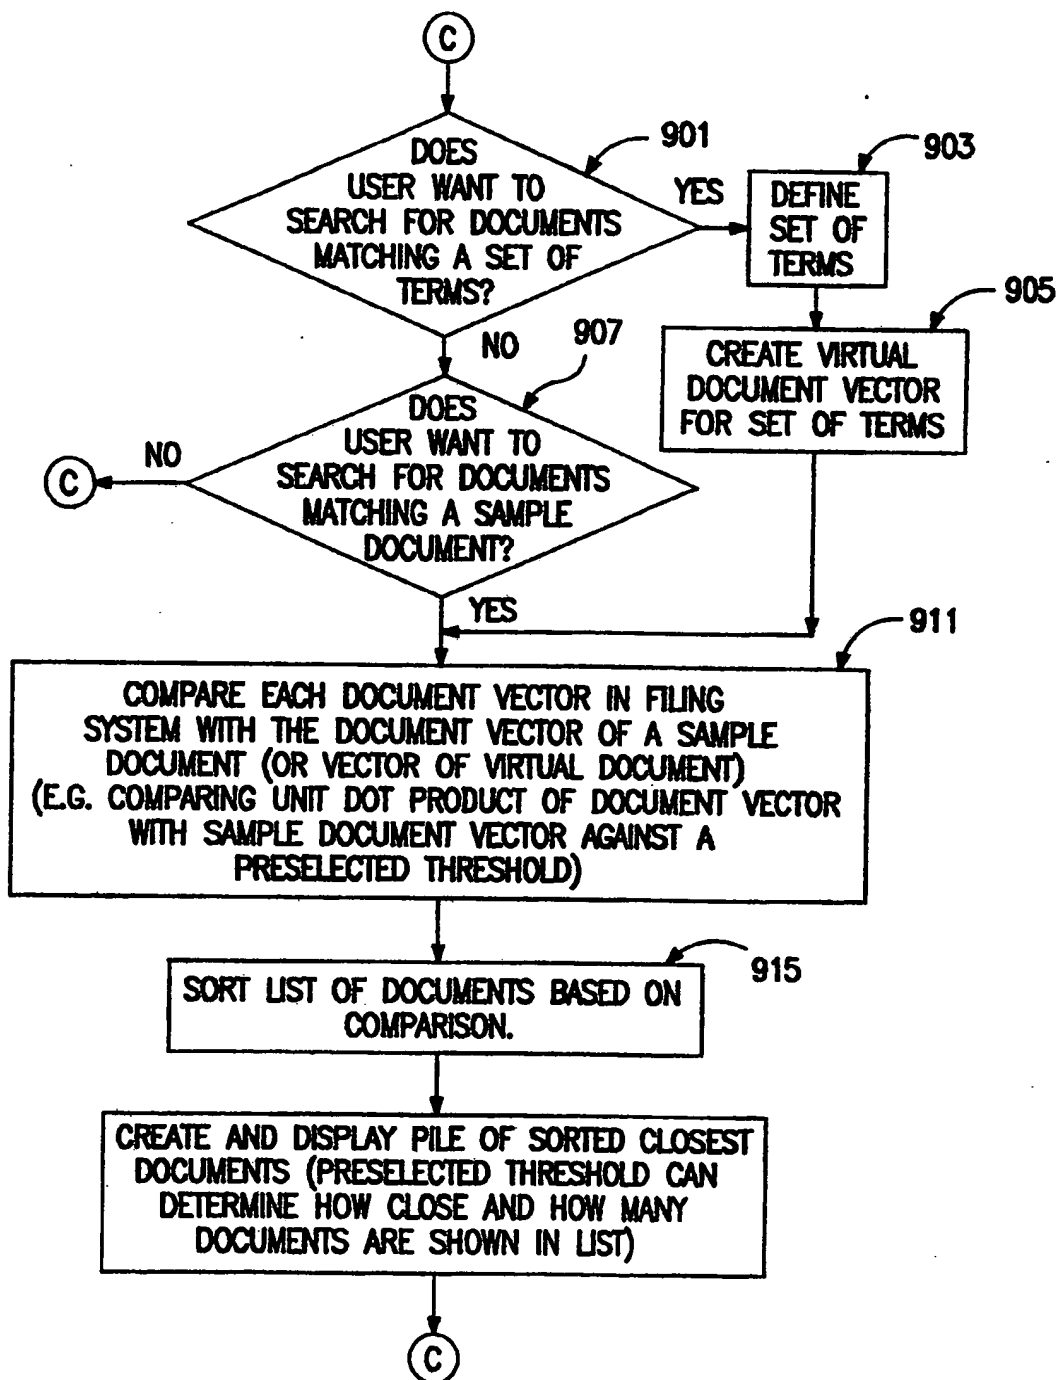 C
DOES
USER WANT TO
SEARCH FOR DOCUMENTS
MATCHING A SET OF
TERMS?
901
YES
903
DEFINE
SET OF
TERMS
905
CREATE VIRTUAL
DOCUMENT VECTOR
FOR SET OF TERMS
NO
907
DOES
USER WANT TO
SEARCH FOR DOCUMENTS
MATCHING A SAMPLE
DOCUMENT?
NO
C
YES
911
COMPARE EACH DOCUMENT VECTOR IN FILING
SYSTEM WITH THE DOCUMENT VECTOR OF A SAMPLE
DOCUMENT (OR VECTOR OF VIRTUAL DOCUMENT)
(E.G. COMPARING UNIT DOT PRODUCT OF DOCUMENT VECTOR
WITH SAMPLE DOCUMENT VECTOR AGAINST A
PRESELECTED THRESHOLD)
915
SORT LIST OF DOCUMENTS BASED ON
COMPARISON.
CREATE AND DISPLAY PILE OF SORTED CLOSEST
DOCUMENTS (PRESELECTED THRESHOLD CAN
DETERMINE HOW CLOSE AND HOW MANY
DOCUMENTS ARE SHOWN IN LIST)
C